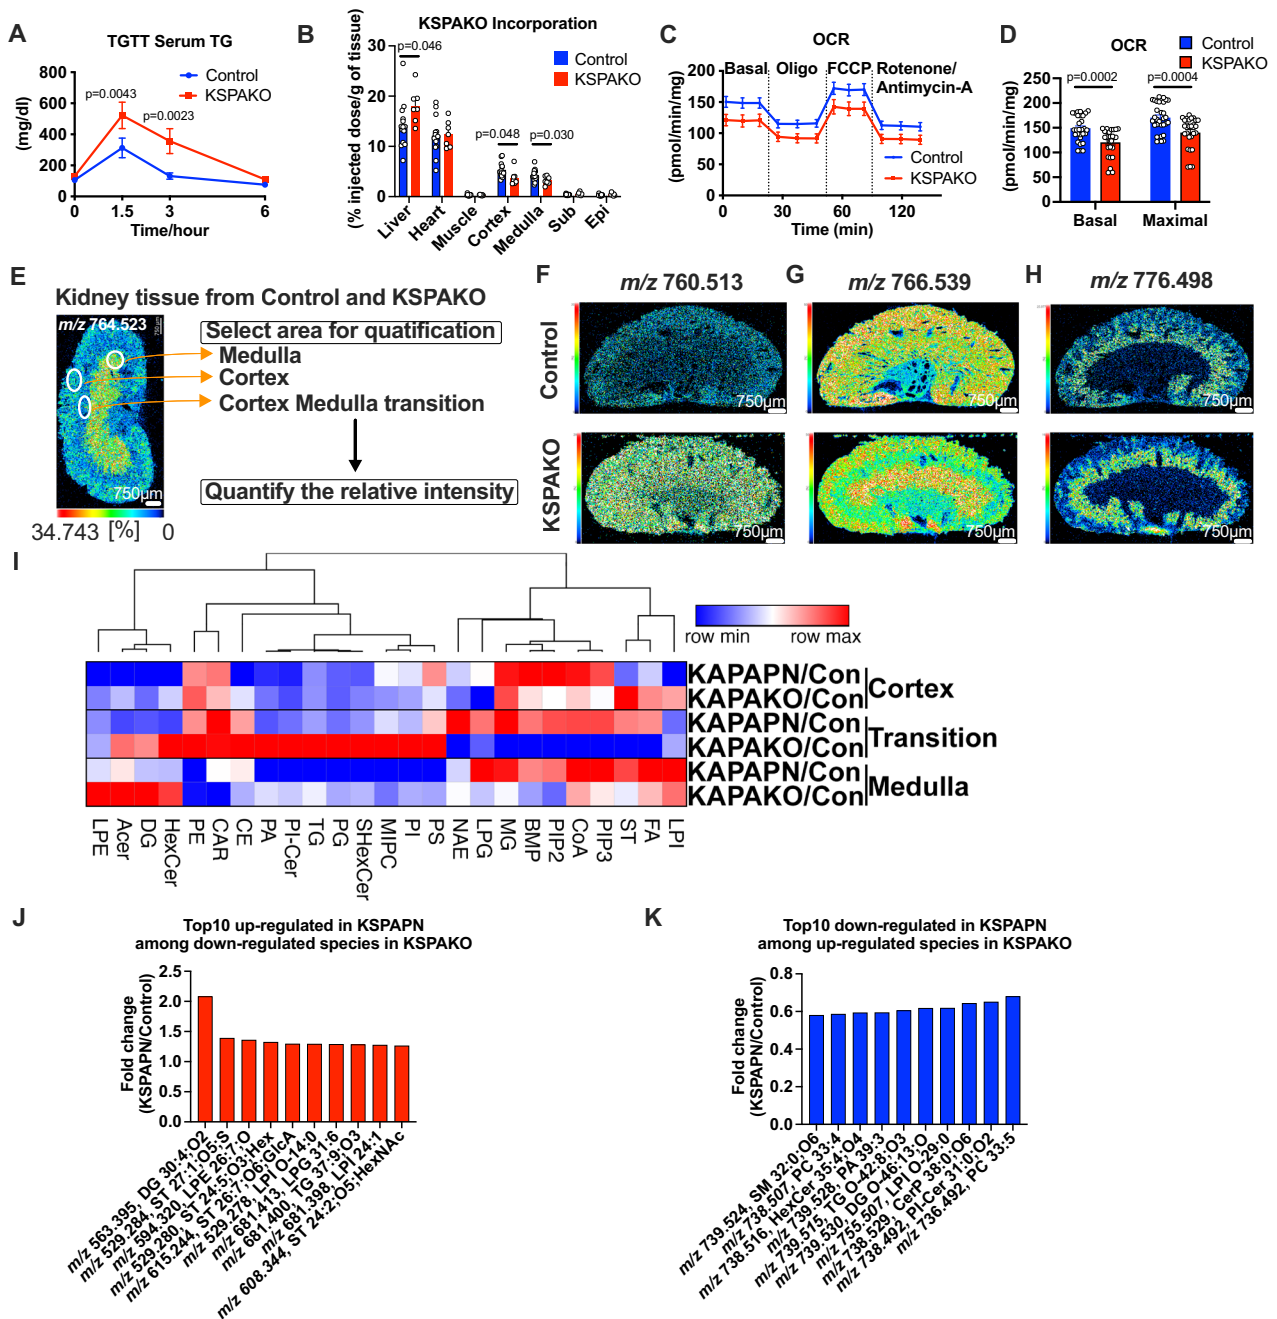 A
TGTT Serum TG
Control
KSPAKO
(mg/dl)
800
600
400
200
0
p=0.0043
p=0.0023
0
1.5
3
6
Time/hour
B
KSPAKO Incorporation
(% injected dose/g of tissue)
30
20
10
0
p=0.046
p=0.048
p=0.030
Control
KSPAKO
Liver
Heart
Muscle
Cortex
Medulla
Sub
Epi
C
OCR
(pmol/min/mg)
200
150
100
50
0
Basal
Oligo
FCCP
Rotenone/
Antimycin-A
Control
KSPAKO
0
30
60
120
Time (min)
D
OCR
Control
KSPAKO
(pmol/min/mg)
250
200
150
100
50
0
p=0.0002
p=0.0004
Basal
Maximal
E
Kidney tissue from Control and KSPAKO
m/z 764.523
750µm
Select area for quatification
Medulla
Cortex
Cortex Medulla transition
Quantify the relative intensity
750µm
34.743 [%] 0
F
m/z 760.513
G
m/z 766.539
H
m/z 776.498
Control
750µm
750µm
750µm
KSPAKO
750µm
750µm
750µm
I
row min
row max
KAPAPN/Con
KAPAKO/Con
Cortex
KAPAPN/Con
KAPAKO/Con
Transition
KAPAPN/Con
KAPAKO/Con
Medulla
LPE
Acer
DG
HexCer
PE
CAR
CE
PA
PI-Cer
TG
PG
SHexCer
MIPC
PI
PS
NAE
LPG
MG
BMP
PIP2
CoA
PIP3
ST
FA
LPI
J
Top10 up-regulated in KSPAPN
among down-regulated species in KSPAKO
Fold change
(KSPAPN/Control)
2.5
2.0
1.5
1.0
0.5
0.0
m/z 563.395, DG 30:4;O2
m/z 529.284, ST 27:1;O5;S
m/z 594.320, LPE 26:7;O
m/z 529.280, ST 24:5;O3;Hex
m/z 615.244, ST 26:7;O6;GlcA
m/z 529.278, LPI O-14:0
m/z 681.413, LPG 31:6
m/z 681.400, TG 37:9;O3
m/z 681.398, LPI 24:1
m/z 608.344, ST 24:2;O5;HexNAc
K
Top10 down-regulated in KSPAPN
among up-regulated species in KSPAKO
Fold change
(KSPAPN/Control)
0.8
0.6
0.4
0.2
0.0
m/z 739.524, SM 32:0;O6
m/z 738.507, PC 33:4
m/z 738.516, HexCer 35:4;O4
m/z 739.528, PA 39:3
m/z 739.515, TG O-42:8;O3
m/z 739.530, DG O-46:13;O
m/z 755.507, LPI O-29:0
m/z 738.529, CerP 38:0;O6
m/z 738.492, PI-Cer 31:0;O2
m/z 736.492, PC 33:5